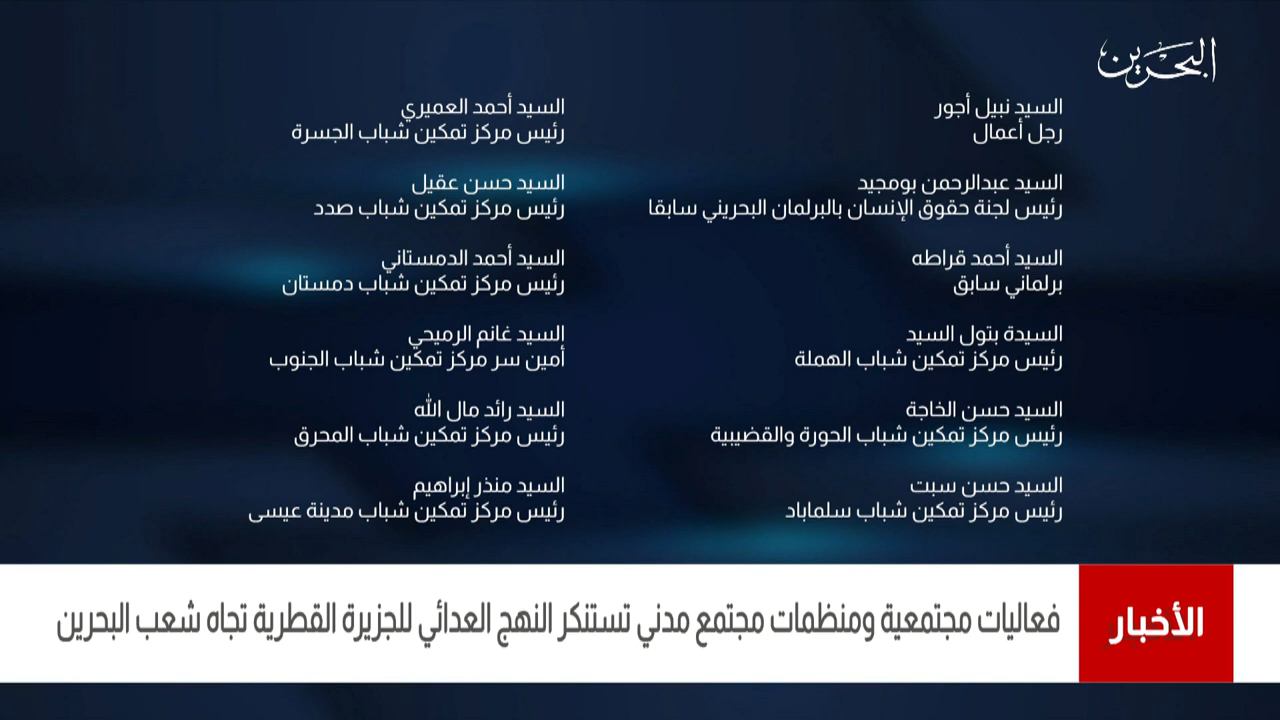 البحرين
السيد نبيل أجور
رجل أعمال
السيد عبدالرحمن بومجيد
رئيس لجنة حقوق الإنسان بالبرلمان البحريني سابقا
السيد أحمد قراطه
برلماني سابق
السيدة بتول السيد
رئيس مركز تمكين شباب الهملة
السيد حسن الخاجة
رئيس مركز تمكين شباب الحورة والقضيبية
السيد حسن سبت
رئيس مركز تمكين شباب سلماباد
السيد أحمد العميري
رئيس مركز تمكين شباب الجسرة
السيد حسن عقيل
رئيس مركز تمكين شباب صدد
السيد أحمد الدمستاني
رئيس مركز تمكين شباب دمستان
السيد غانم الرميحي
أمين سر مركز تمكين شباب الجنوب
السيد رائد مال الله
رئيس مركز تمكين شباب المحرق
السيد منذر إبراهيم
رئيس مركز تمكين شباب مدينة عيسى
الأخبار
فعاليات مجتمعية ومنظمات مجتمع مدني تستنكر النهج العدائي للجزيرة القطرية تجاه شعب البحرين